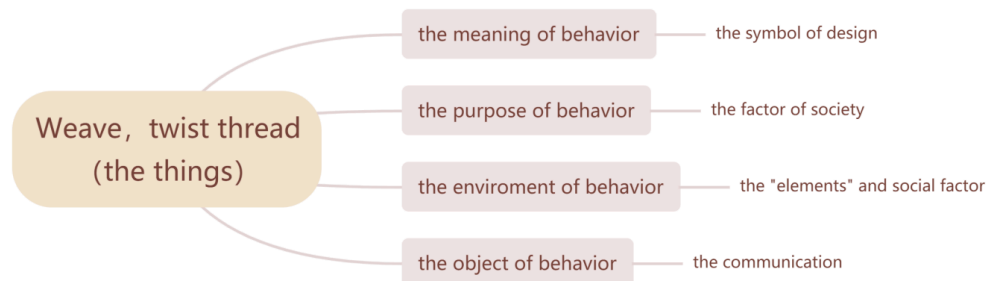 Weave，twist thread
（the things）
the meaning of behavior
the symbol of design
the purpose of behavior
the factor of society
the enviroment of behavior
the "elements" and social factor
the object of behavior
the communication